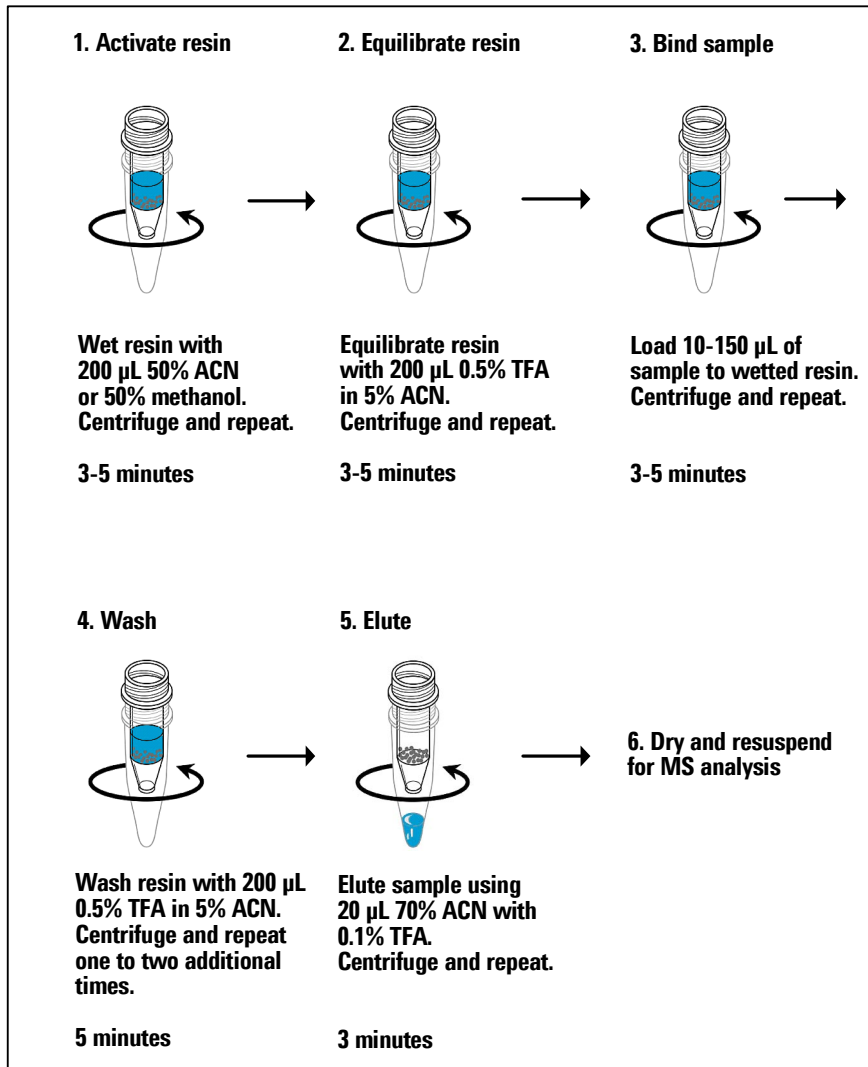 1. Activate resin
2. Equilibrate resin
3. Bind sample
Wet resin with
200 µL 50% ACN
or 50% methanol.
Centrifuge and repeat.
3-5 minutes
Equilibrate resin
with 200 µL 0.5% TFA
in 5% ACN.
Centrifuge and repeat.
3-5 minutes
Load 10-150 µL of
sample to wetted resin.
Centrifuge and repeat.
3-5 minutes
4. Wash
5. Elute
6. Dry and resuspend
for MS analysis
Wash resin with 200 µL
0.5% TFA in 5% ACN.
Centrifuge and repeat
one to two additional
times.
5 minutes
Elute sample using
20 µL 70% ACN with
0.1% TFA.
Centrifuge and repeat.
3 minutes